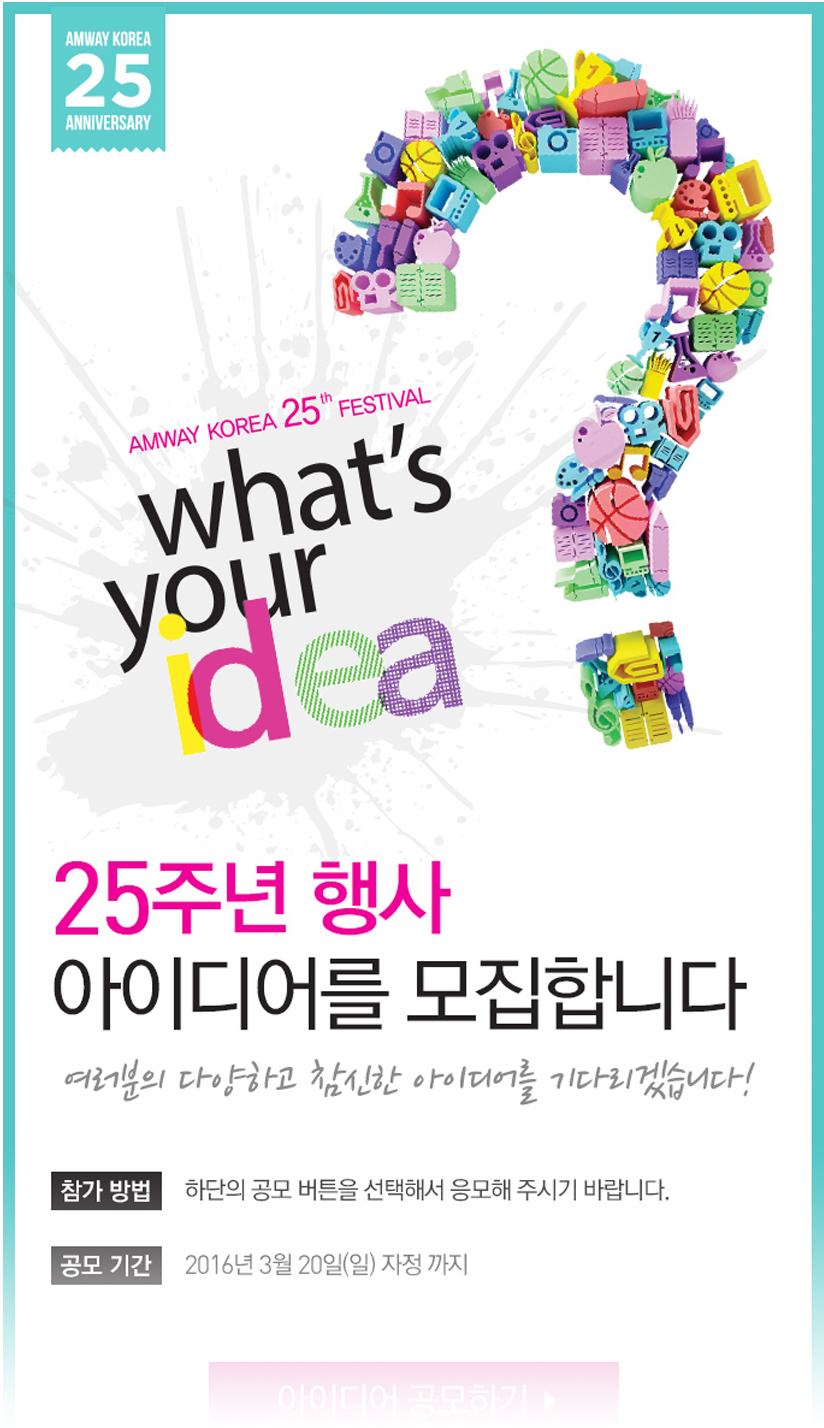 AMWAY KOREA
25
ANNIVERSARY
AMWAY KOREA 25th FESTIVAL
what's
your
idea
25주년 행사
아이디어를 모집합니다
여러분의 다양하고 참신한 아이디어를 기다리겠습니다!
참가 방법 하단의 공모 버튼을 선택해서 응모해 주시기 바랍니다.
공모 기간 2016년 3월 20일(일) 자정 까지
아이디어 공모하기